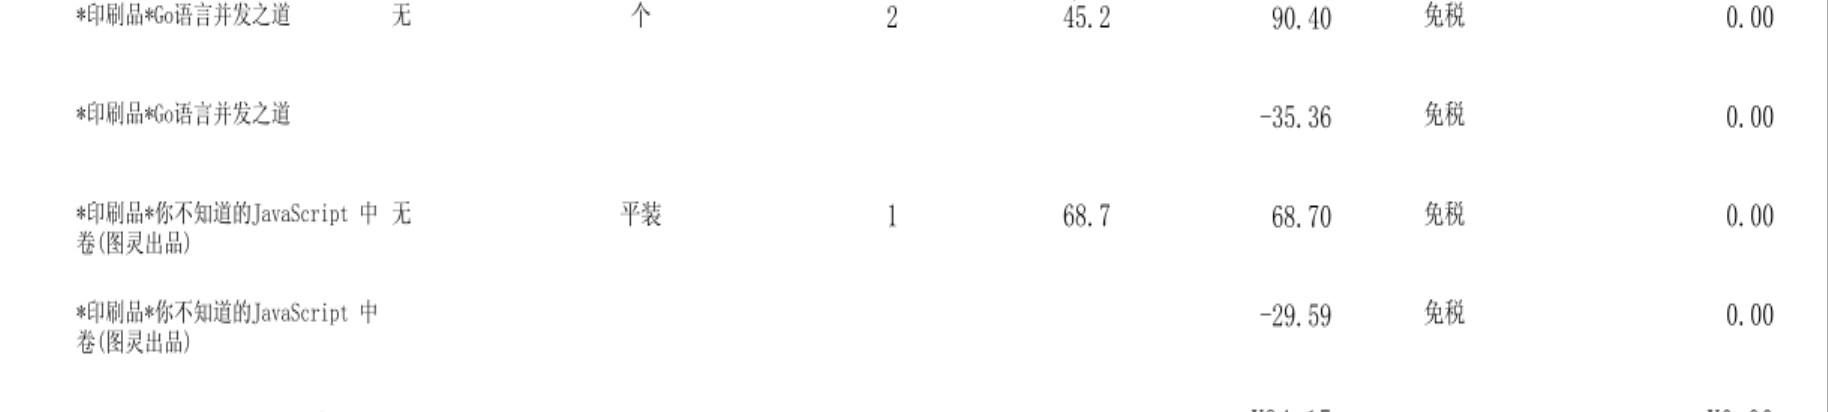 *印刷品*Go语言并发之道 无 个 2 45.2 90.40 免税 0.00
*印刷品*Go语言并发之道 -35.36 免税 0.00
*印刷品*你不知道的JavaScript 中 无 平装 1 68.7 68.70 免税 0.00
卷(图灵出品)
*印刷品*你不知道的JavaScript 中 -29.59 免税 0.00
卷(图灵出品)